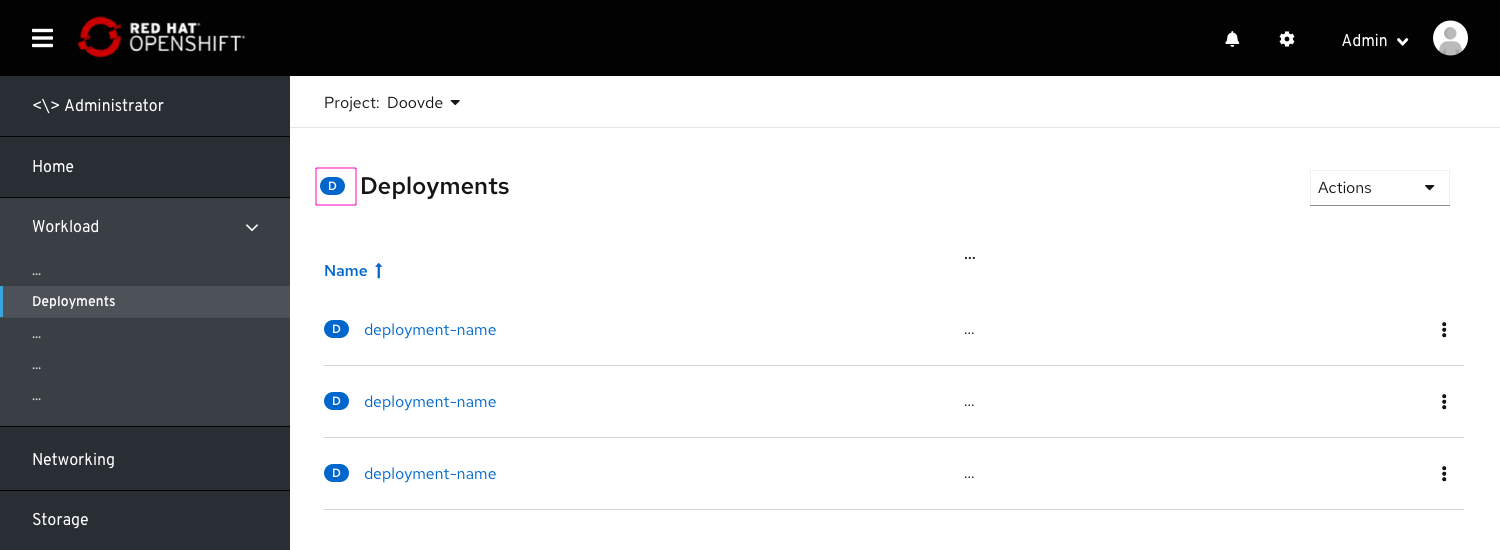 RED HAT
OPENSHIFT
Admin
<\> Administrator
Home
Workload
...
Deployments
...
...
...
Networking
Storage
Project: Doovde
D Deployments
Actions
Name
...
D deployment-name ...
D deployment-name ...
D deployment-name ...